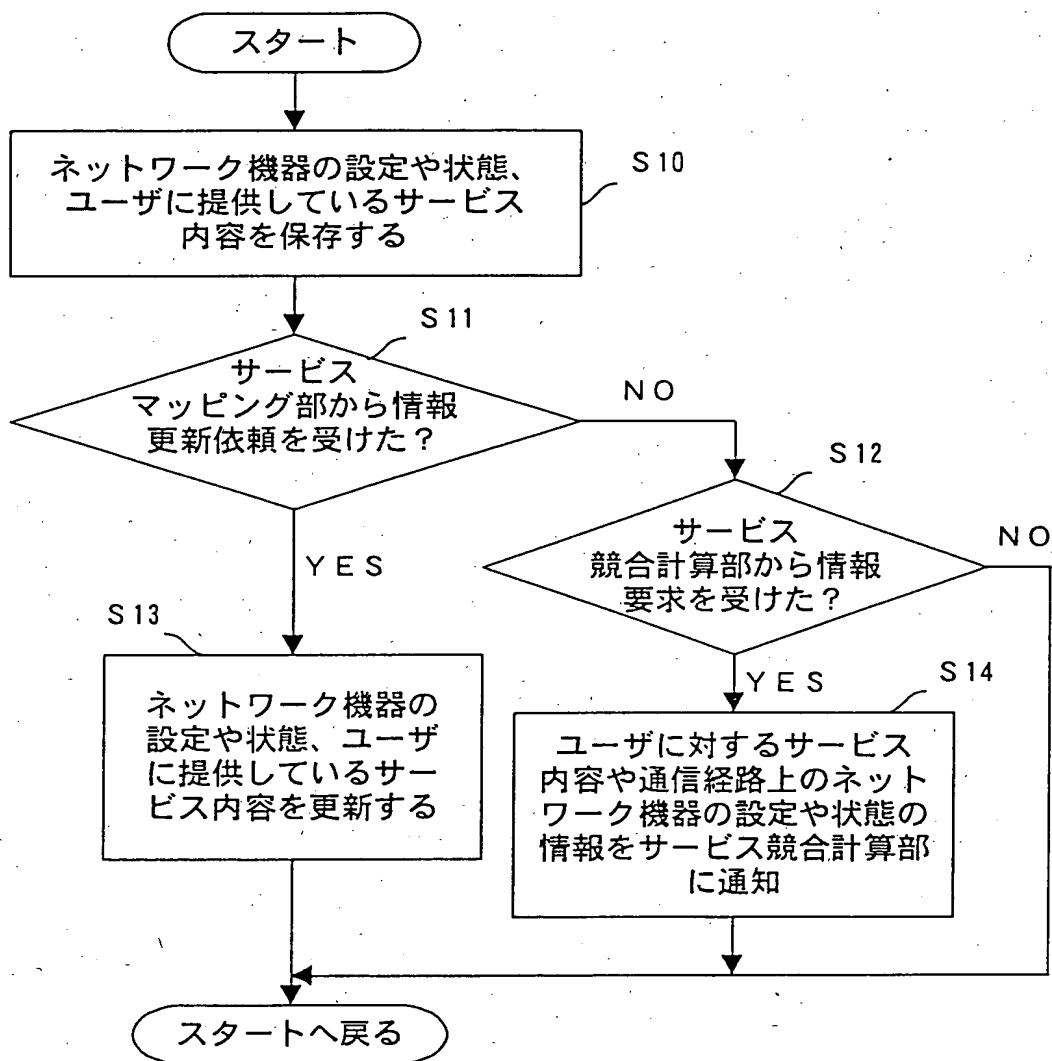 スタート
ネットワーク機器の設定や状態、
ユーザに提供しているサービス
内容を保存する
S10
S11
サービス
マッピング部から情報
更新依頼を受けた？
NO
S12
サービス
競合計算部から情報
要求を受けた？
NO
YES
S13
ネットワーク機器の
設定や状態、ユーザ
に提供しているサー
ビス内容を更新する
YES
S14
ユーザに対するサービス
内容や通信経路上のネット
ワーク機器の設定や状態の
情報をサービス競合計算部
に通知
スタートへ戻る